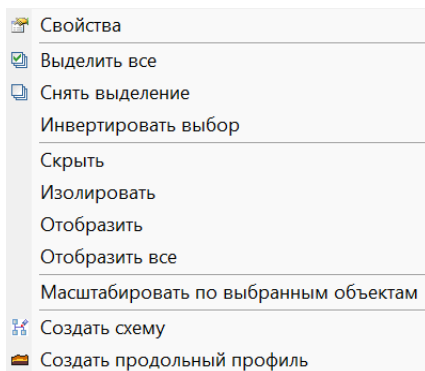 Свойства
Выделить все
Снять выделение
Инвертировать выбор
Скрыть
Изолировать
Отобразить
Отобразить все
Масштабировать по выбранным объектам
Создать схему
Создать продольный профиль